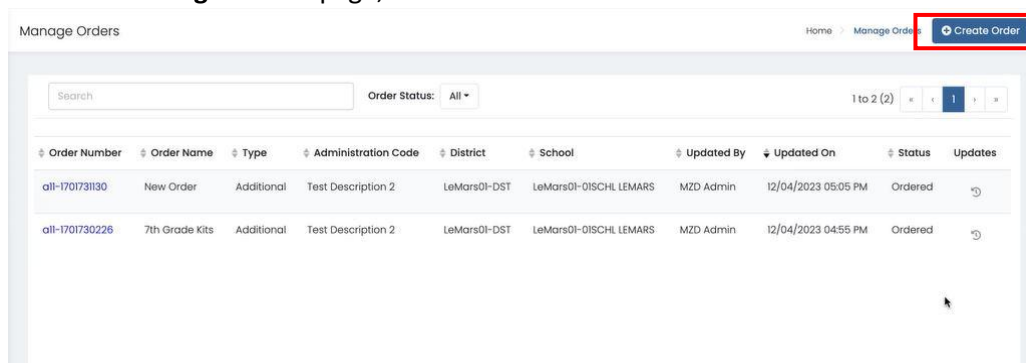 Manage Orders
Home > Manage Orders
Create Order
Search
Order Status: All
1 to 2 (2) « ‹ 1 › »
Order Number Order Name Type Administration Code District School Updated By Updated On Status Updates
all-1701731130 New Order Additional Test Description 2 LeMars01-DST LeMars01-01SCHL LEMARS MZD Admin 12/04/2023 05:05 PM Ordered
all-1701730226 7th Grade Kits Additional Test Description 2 LeMars01-DST LeMars01-01SCHL LEMARS MZD Admin 12/04/2023 04:55 PM Ordered